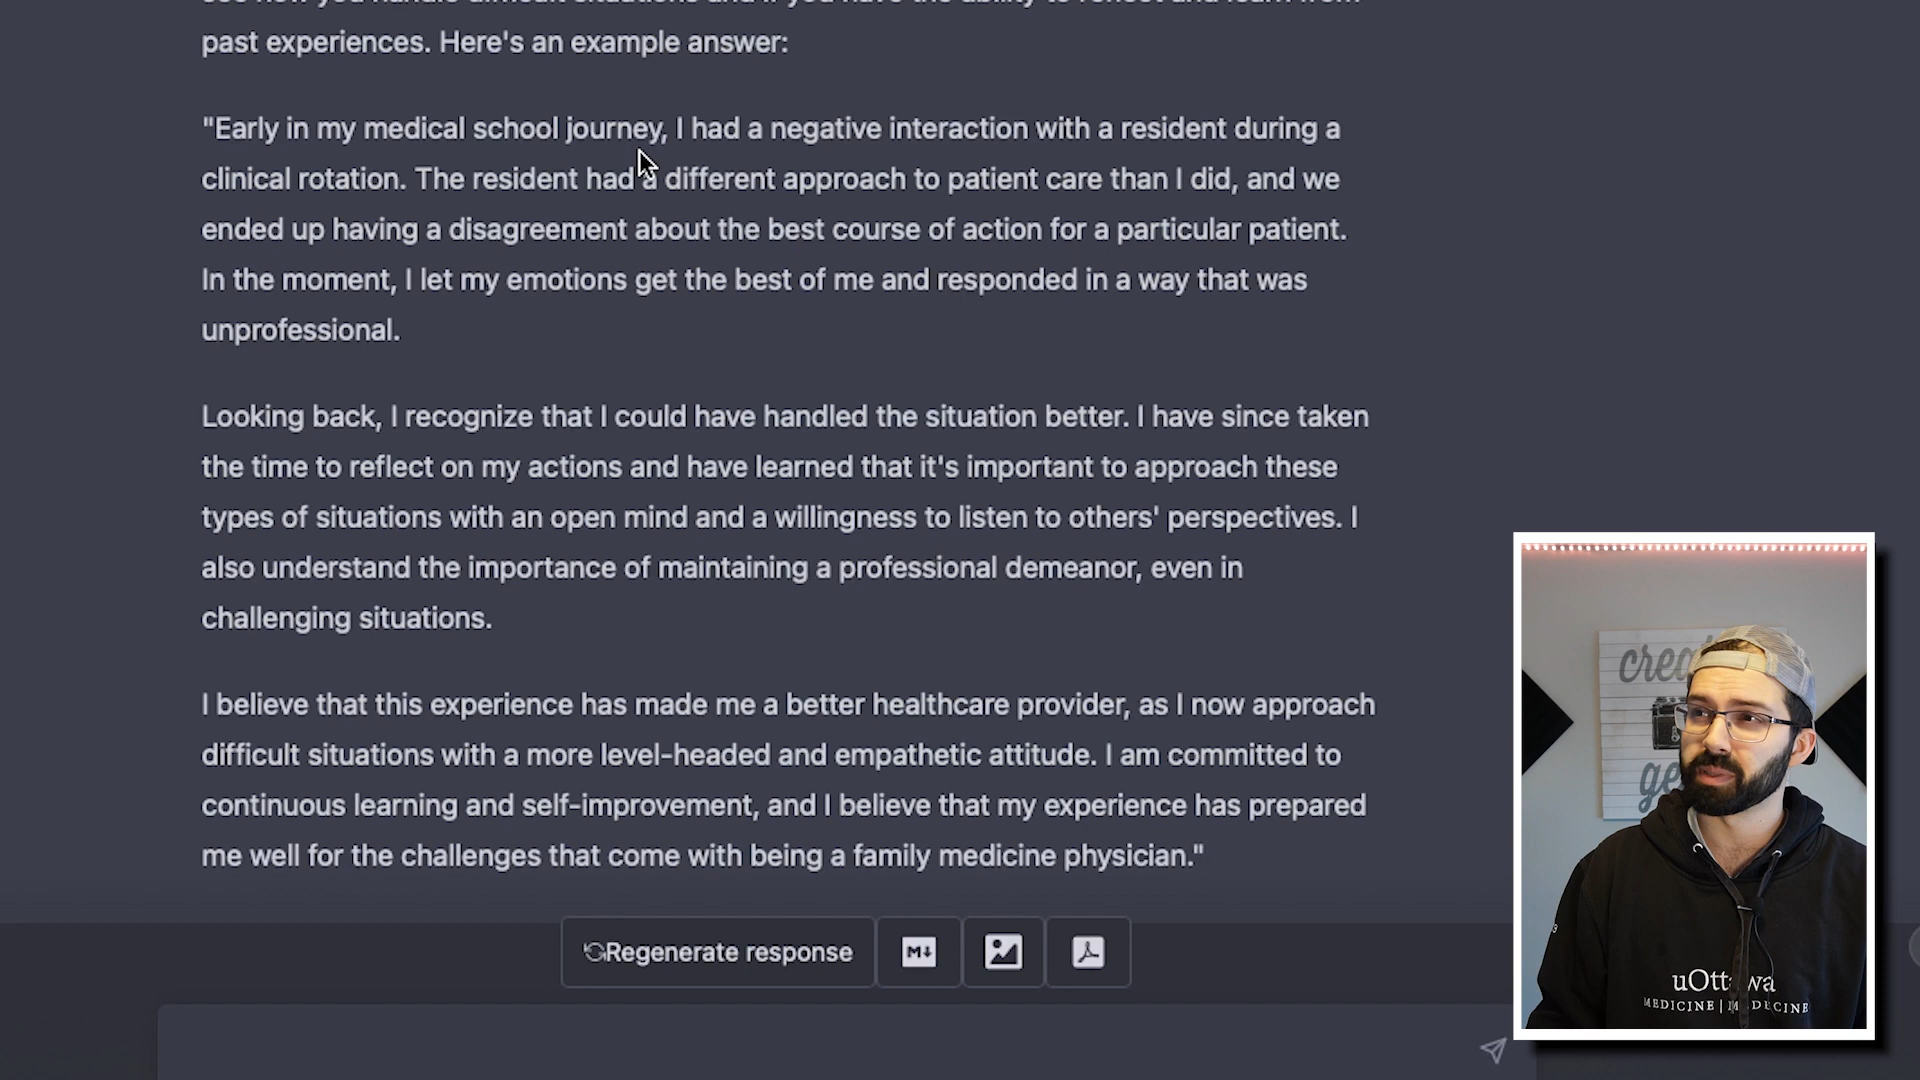 past experiences. Here's an example answer:
"Early in my medical school journey, I had a negative interaction with a resident during a
clinical rotation. The resident had a different approach to patient care than I did, and we
ended up having a disagreement about the best course of action for a particular patient.
In the moment, I let my emotions get the best of me and responded in a way that was
unprofessional.
Looking back, I recognize that I could have handled the situation better. I have since taken
the time to reflect on my actions and have learned that it's important to approach these
types of situations with an open mind and a willingness to listen to others' perspectives. I
also understand the importance of maintaining a professional demeanor, even in
challenging situations.
I believe that this experience has made me a better healthcare provider, as I now approach
difficult situations with a more level-headed and empathetic attitude. I am committed to
continuous learning and self-improvement, and I believe that my experience has prepared
me well for the challenges that come with being a family medicine physician."
Regenerate response
M
uOttawa
MEDICINE | MÉDECINE